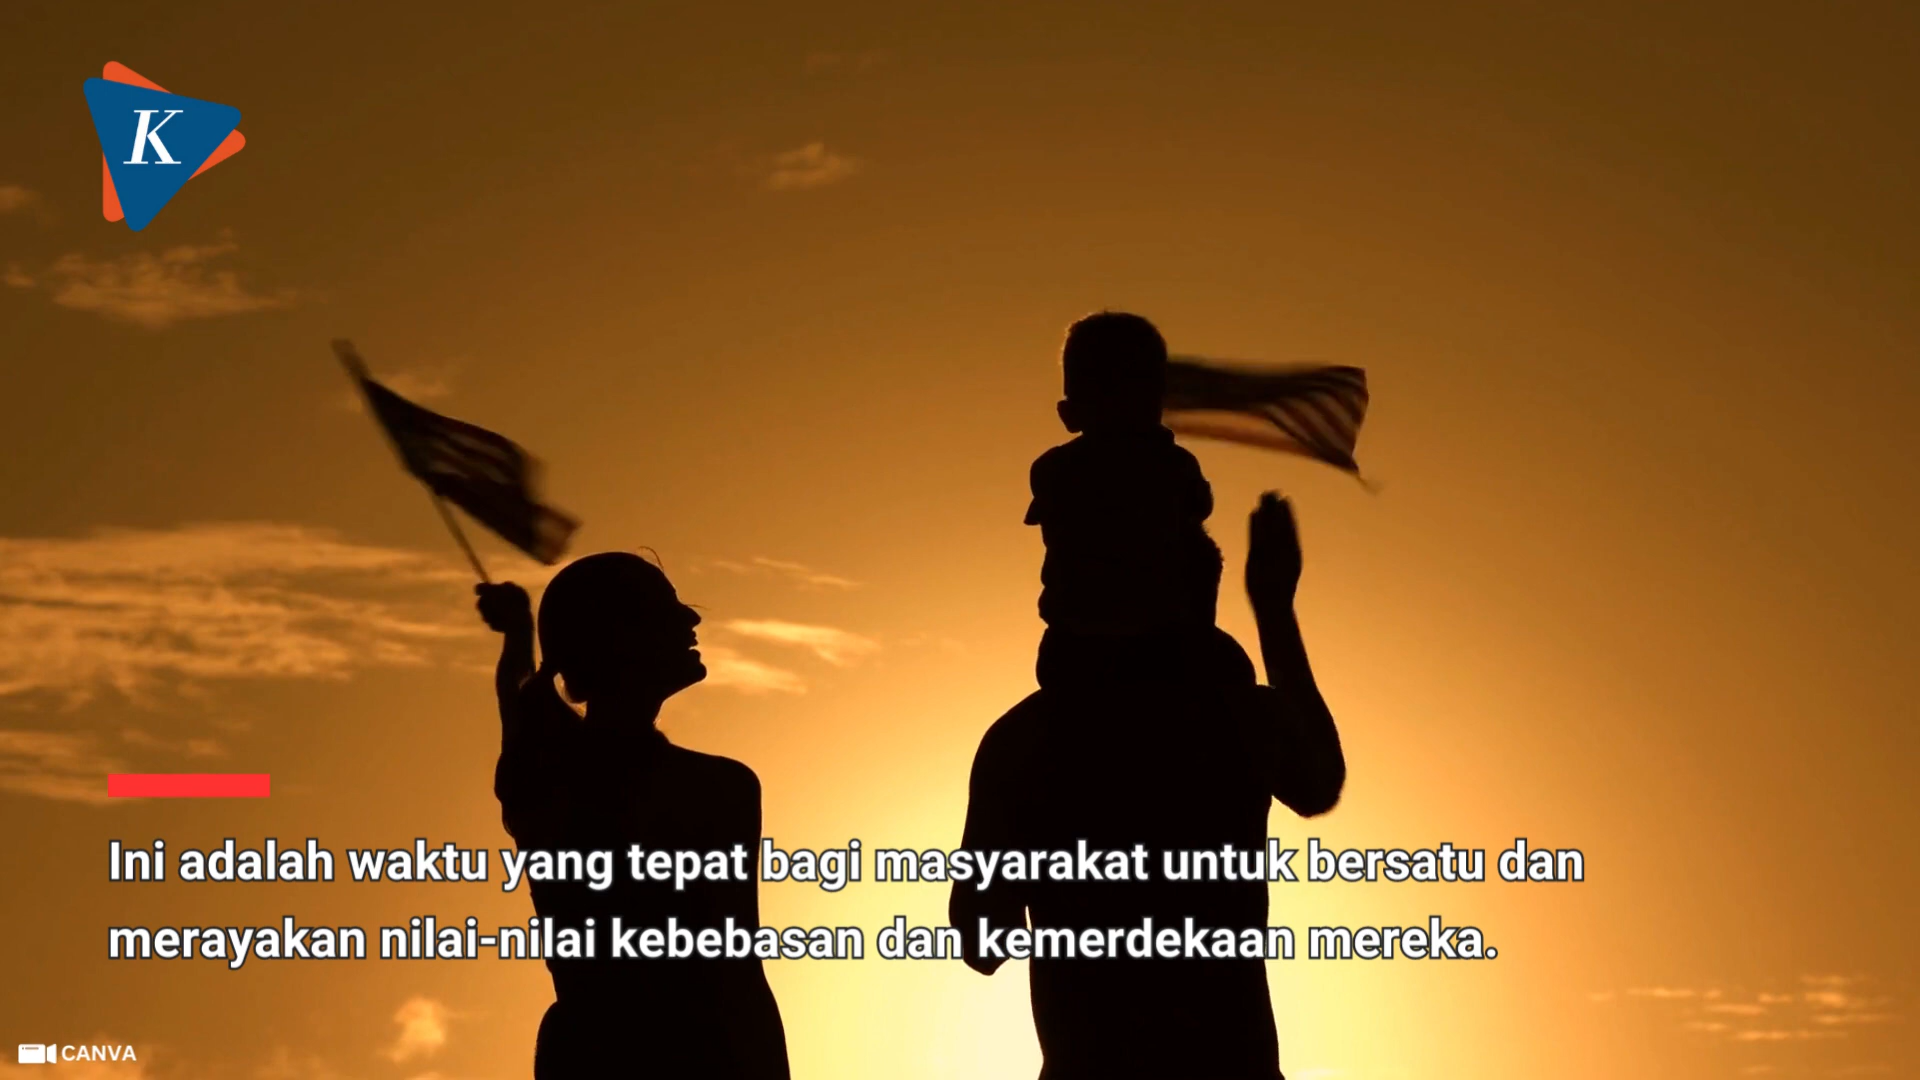 K
Ini adalah waktu yang tepat bagi masyarakat untuk bersatu dan
merayakan nilai-nilai kebebasan dan kemerdekaan mereka.
CANVA